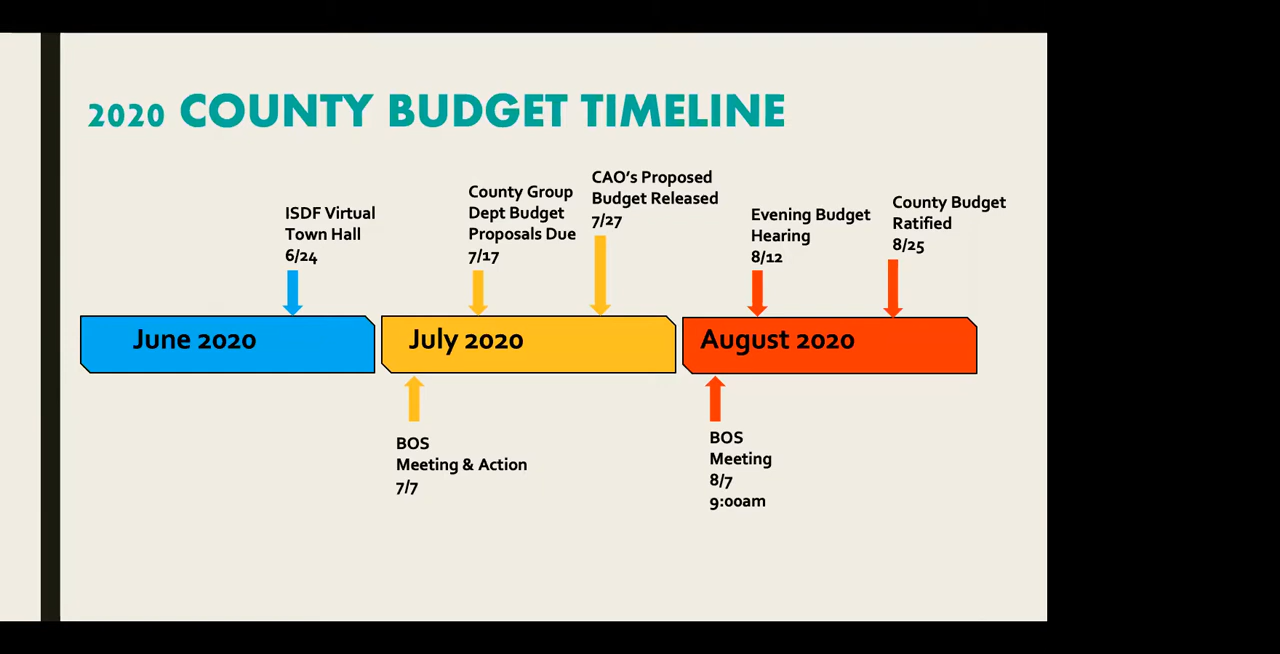 2020 COUNTY BUDGET TIMELINE
ISDF Virtual
Town Hall
6/24
County Group
Dept Budget
Proposals Due
7/17
CAO's Proposed
Budget Released
7/27
Evening Budget
Hearing
8/12
County Budget
Ratified
8/25
June 2020
July 2020
August 2020
BOS
Meeting & Action
7/7
BOS
Meeting
8/7
9:00am